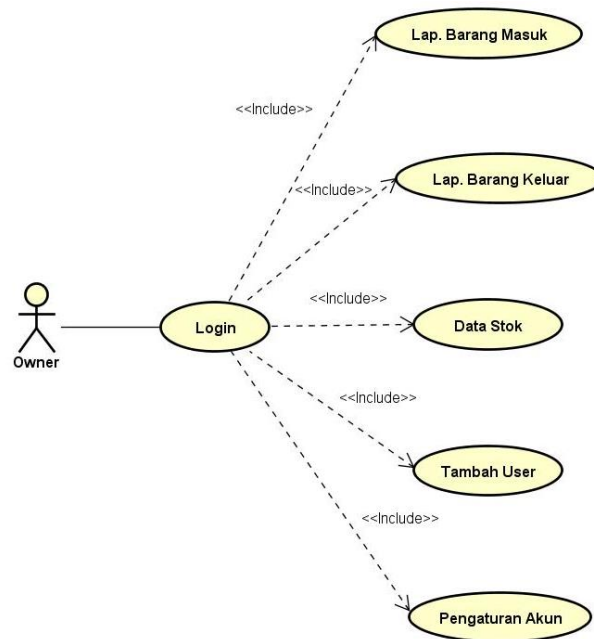 Lap. Barang Masuk
<<Include>>
<<Include>>
Lap. Barang Keluar
<<Include>>
Login
Data Stok
Owner
<<Include>>
Tambah User
<<Include>>
Pengaturan Akun